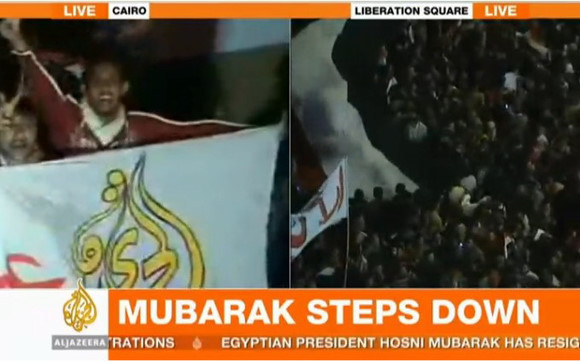 LIVE CAIRO
LIBERATION SQUARE LIVE
MUBARAK STEPS DOWN
ALJAZEERA TRATIONS EGYPTIAN PRESIDENT HOSNI MUBARAK HAS RESIG